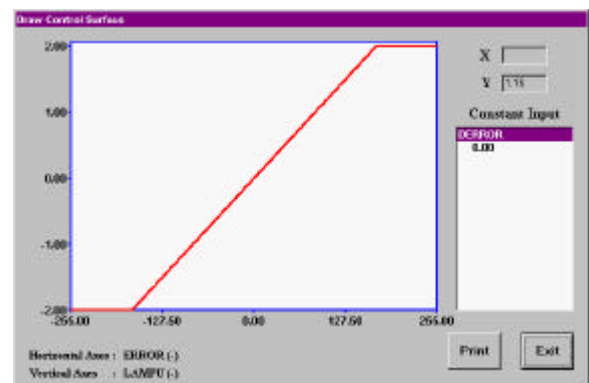 Draw Control Surface
2.00
1.00
0.00
-1.00
-2.00
-255.00 -127.50 0.00 127.50 255.00
X
Y 1.15
Constant Input
DERROR
0.00
Print Exit
Horizontal Axes : ERROR (-)
Vertical Axes : LAMPU (-)